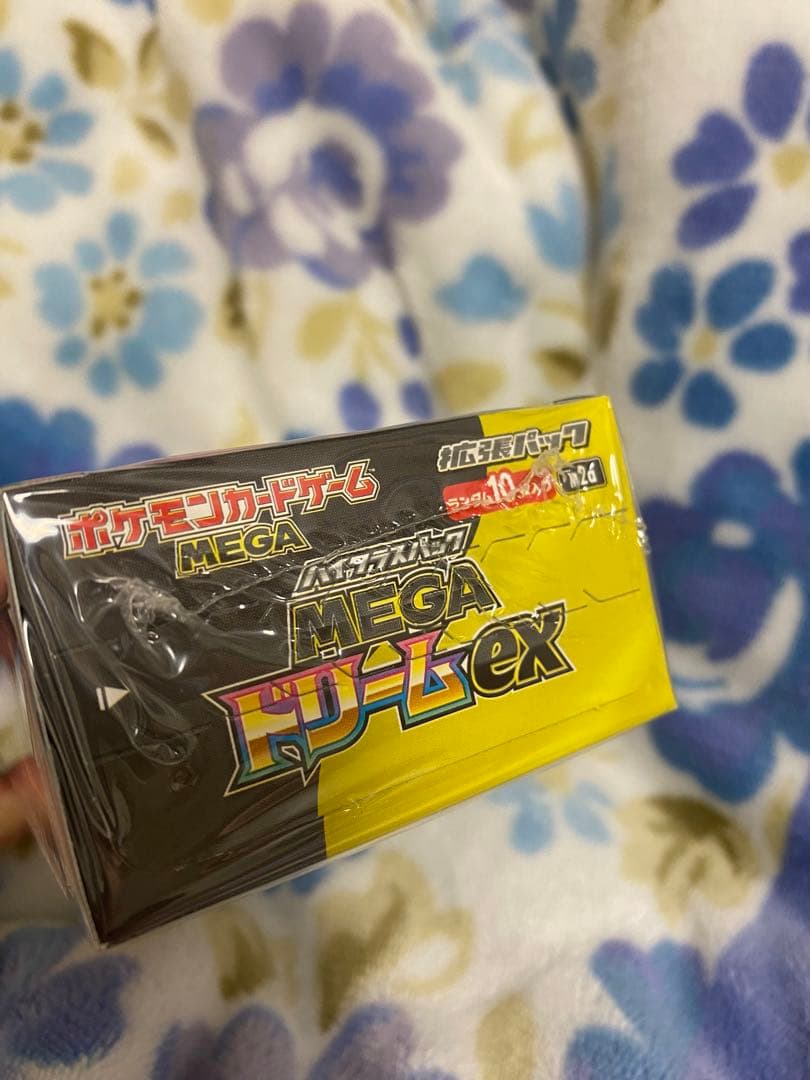 ポケモンカードゲーム
MEGA
拡張パック
ランダム10
ハイクラスパック
MEGA
ドリームex